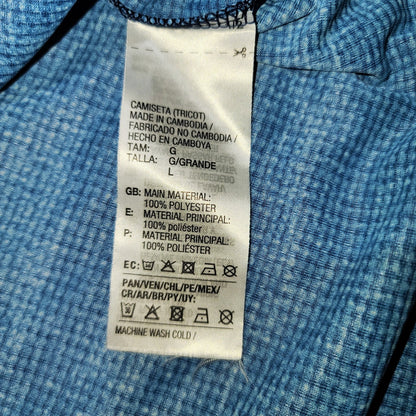 CAMISETA (TRICOT)
MADE IN CAMBODIA /
FABRICADO NO CAMBODIA /
HECHO EN CAMBOYA
TAM: G
TALLA: G/GRANDE
L
GB: MAIN MATERIAL:
100% POLYESTER
E: MATERIAL PRINCIPAL:
100% poliéster
P: MATERIAL PRINCIPAL:
100% POLIÉSTER
EC:
PAN/VEN/CHL/PE/MEX/
CR/AR/BR/PY/UY:
MACHINE WASH COLD /